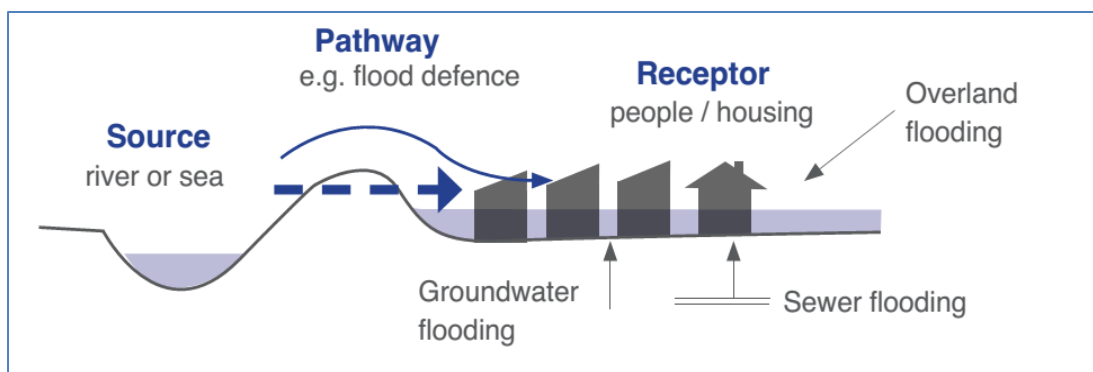 Pathway
e.g. flood defence
Receptor
people / housing
Overland
flooding
Source
river or sea
Groundwater
flooding
Sewer flooding